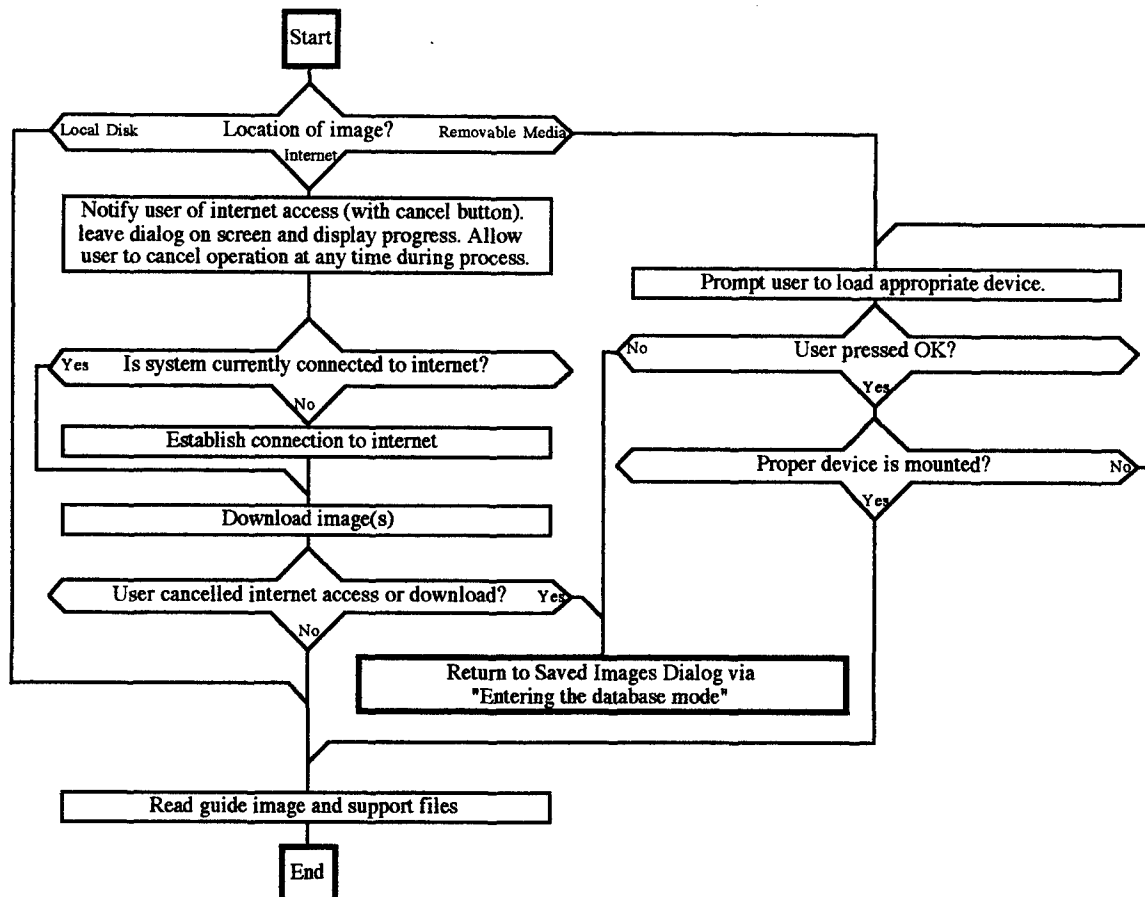 Start
Local Disk
Location of image?
Removable Media
Internet
Notify user of internet access (with cancel button).
leave dialog on screen and display progress. Allow
user to cancel operation at any time during process.
Prompt user to load appropriate device.
No
User pressed OK?
Yes
Yes
Is system currently connected to internet?
No
Establish connection to internet
Proper device is mounted?
No
Yes
Download image(s)
User cancelled internet access or download?
Yes
No
Return to Saved Images Dialog via
"Entering the database mode"
Read guide image and support files
End